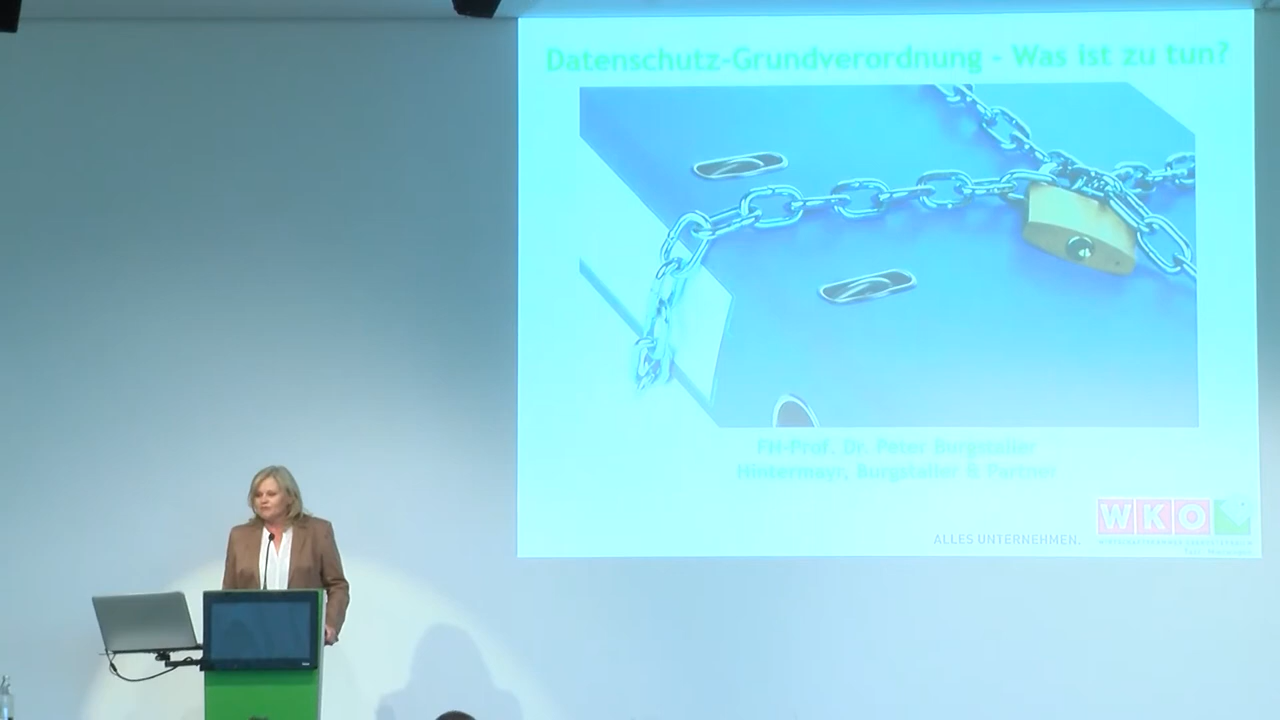 Datenschutz-Grundverordnung - Was ist zu tun?
FH-Prof. Dr. Peter Burgstaller
Hintermayr, Burgstaller & Partner
ALLES UNTERNEHMEN.
WKO